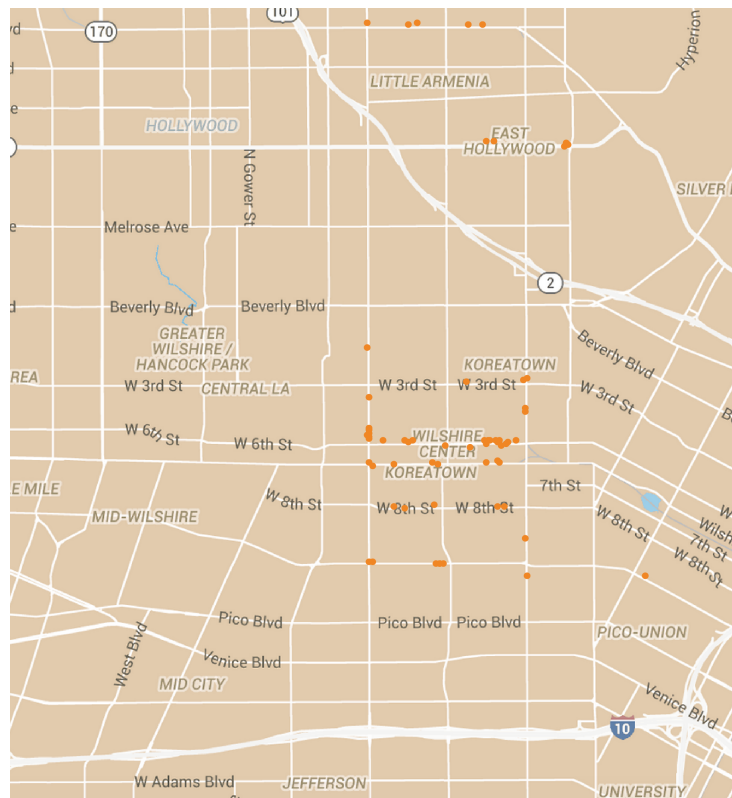 101
170
Hyperion
LITTLE ARMENIA
HOLLYWOOD
EAST
HOLLYWOOD
N Gower St
SILVER
Melrose Ave
2
Beverly Blvd
Beverly Blvd
Beverly Blvd
GREATER
WILSHIRE /
HANCOCK PARK
KOREATOWN
REA
W 3rd St
CENTRAL LA
W 3rd St
W 3rd St
W 3rd St
W 6th St
W 6th St
WILSHIRE
CENTER
KOREATOWN
E MILE
MID-WILSHIRE
W 8th St
W 8th St
W 8th St
7th St
W 8th St
Wilsh
7th St
W 8th St
Pico Blvd
Pico Blvd
Pico Blvd
PICO-UNION
West Blvd
Venice Blvd
MID CITY
Venice Blvd
10
W Adams Blvd
JEFFERSON
UNIVERSITY